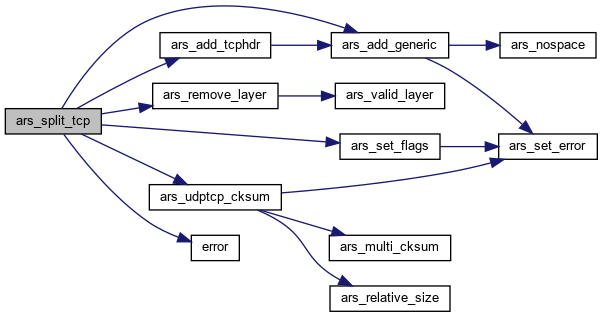 ars_split_tcp
ars_add_tcphdr
ars_add_generic
ars_nospace
ars_remove_layer
ars_valid_layer
ars_set_flags
ars_set_error
ars_udptcp_cksum
error
ars_multi_cksum
ars_relative_size